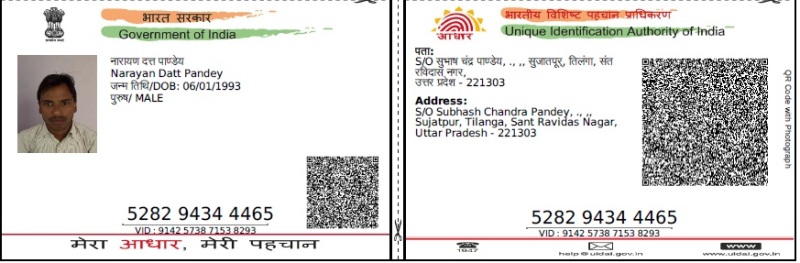 भारत सरकार
Government of India
नारायण दत्त पाण्डेय
Narayan Datt Pandey
जन्म तिथि/DOB: 06/01/1993
पुरुष/ MALE
5282 9434 4465
VID : 9142 5738 7153 8293
मेरा आधार, मेरी पहचान
भारतीय विशिष्ट पहचान प्राधिकरण
Unique Identification Authority of India
आधार
पता:
S/O सुभाष चंद्र पाण्डेय, ., ,, सुजातपूर, तिलंगा, संत
रविदास नगर,
उत्तर प्रदेश - 221303
Address:
S/O Subhash Chandra Pandey, ., ,,
Sujatpur, Tilanga, Sant Ravidas Nagar,
Uttar Pradesh - 221303
QR Code with Photograph
5282 9434 4465
VID : 9142 5738 7153 8293
1947
help@uidai.gov.in
www
www.uidai.gov.in